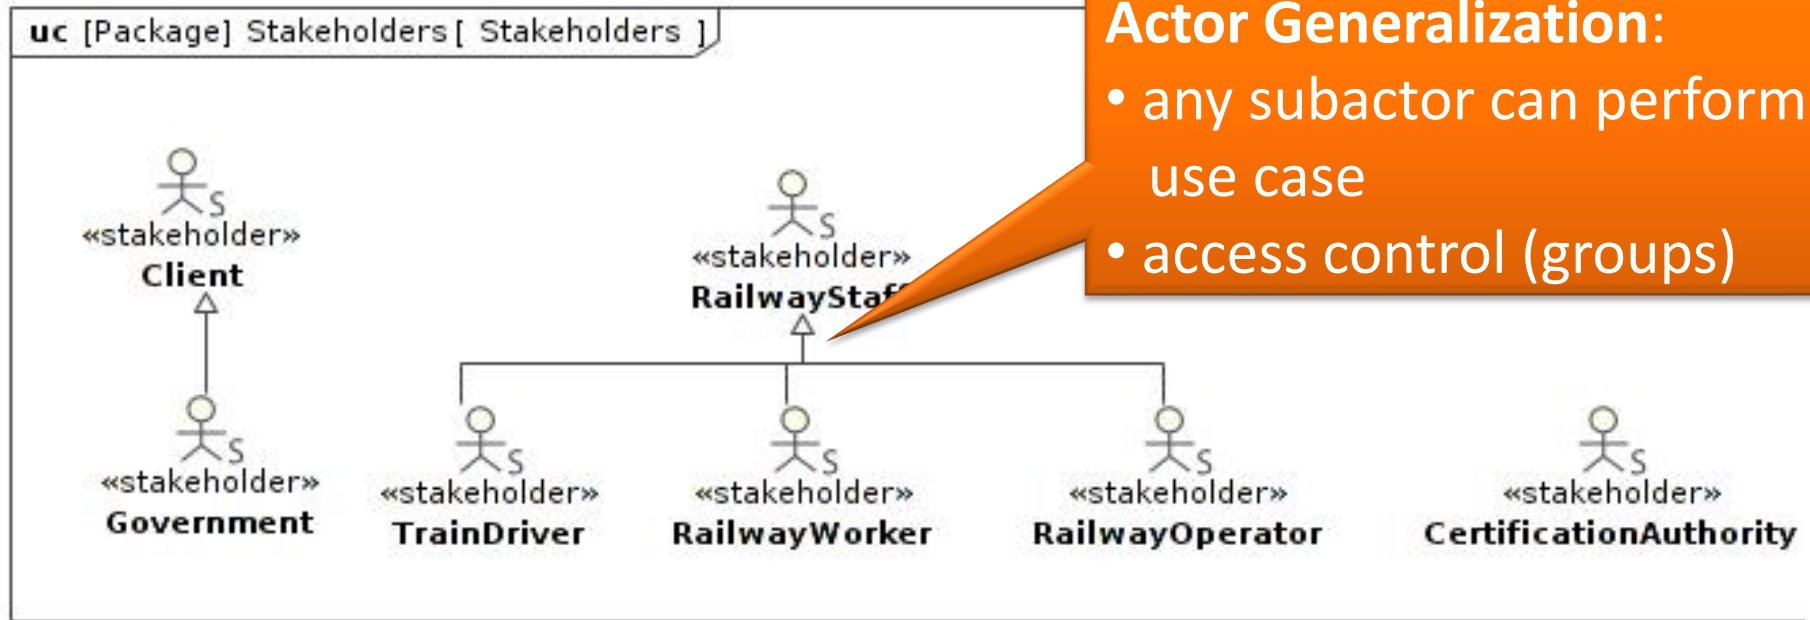 uc [Package] Stakeholders [ Stakeholders ]
Actor Generalization:
• any subactor can perform
use case
• access control (groups)
S
«stakeholder»
Client
S
«stakeholder»
S
«stakeholder»
Government
S
«stakeholder»
TrainDriver
S
«stakeholder»
RailwayWorker
S
«stakeholder»
RailwayOperator
S
«stakeholder»
CertificationAuthority